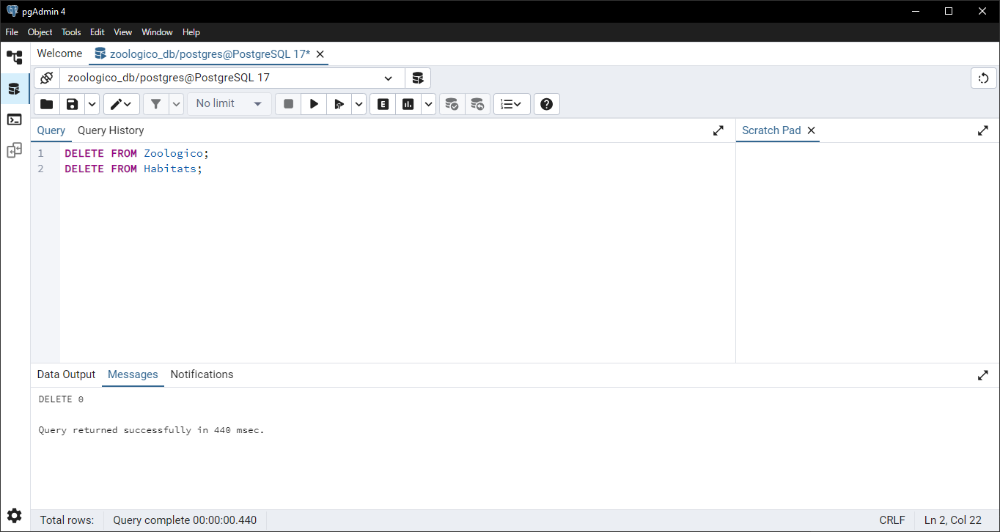 pgAdmin 4
File Object Tools Edit View Window Help
Welcome zoologico_db/postgres@PostgreSQL 17*
zoologico_db/postgres@PostgreSQL 17
No limit
Query Query History
Scratch Pad
1 DELETE FROM Zoologico;
2 DELETE FROM Habitats;
Data Output Messages Notifications
DELETE 0
Query returned successfully in 440 msec.
Total rows: Query complete 00:00:00.440 CRLF Ln 2, Col 22